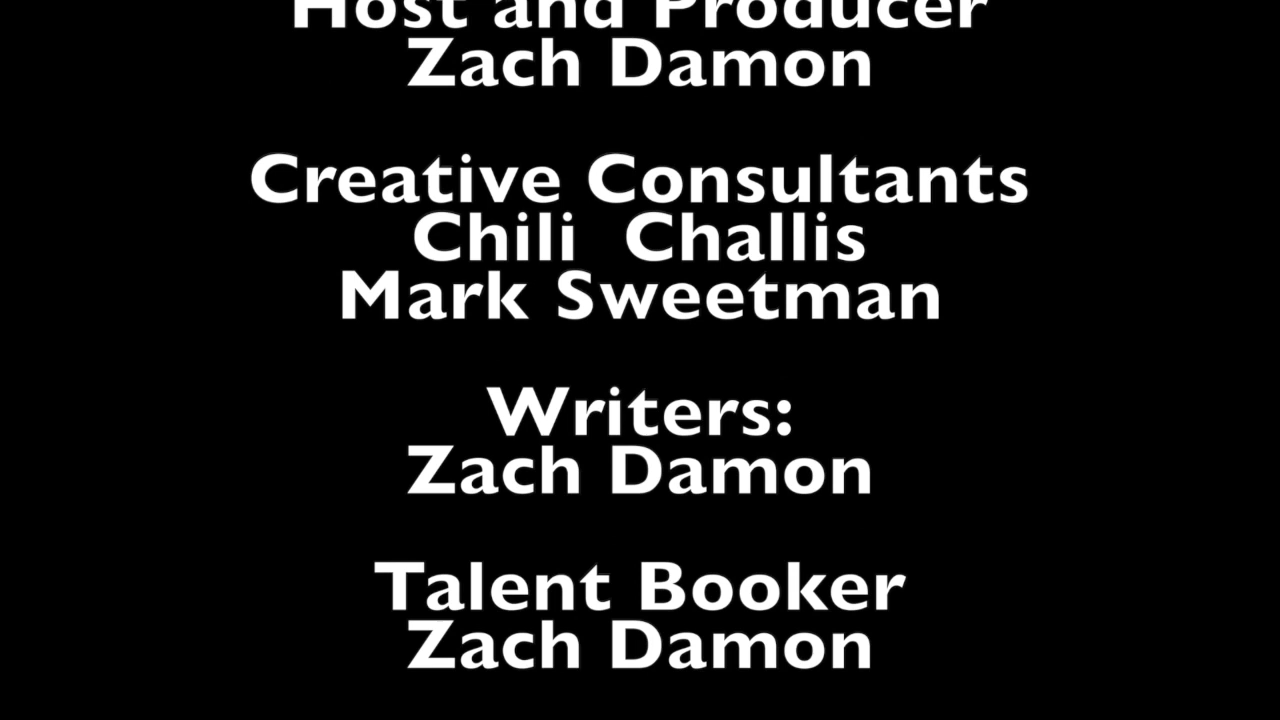 Host and Producer
Zach Damon
Creative Consultants
Chili  Challis
Mark Sweetman
Writers:
Zach Damon
Talent Booker
Zach Damon